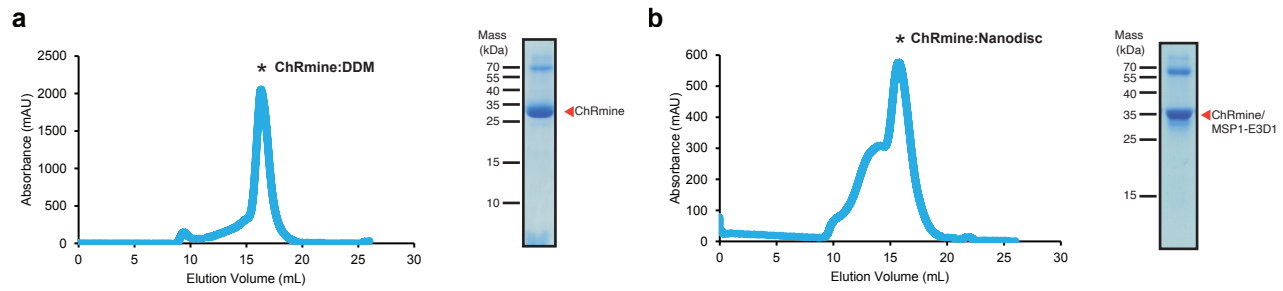 a
* ChRmine:DDM
Absorbance (mAU)
2500
2000
1500
1000
500
0
0 5 10 15 20 25 30
Elution Volume (mL)
Mass
(kDa)
70
55
40
35
25
15
10
ChRmine
b
* ChRmine:Nanodisc
Absorbance (mAU)
600
500
400
300
200
100
0
0 5 10 15 20 25 30
Elution Volume (mL)
Mass
(kDa)
70
55
40
35
25
15
ChRmine/
MSP1-E3D1